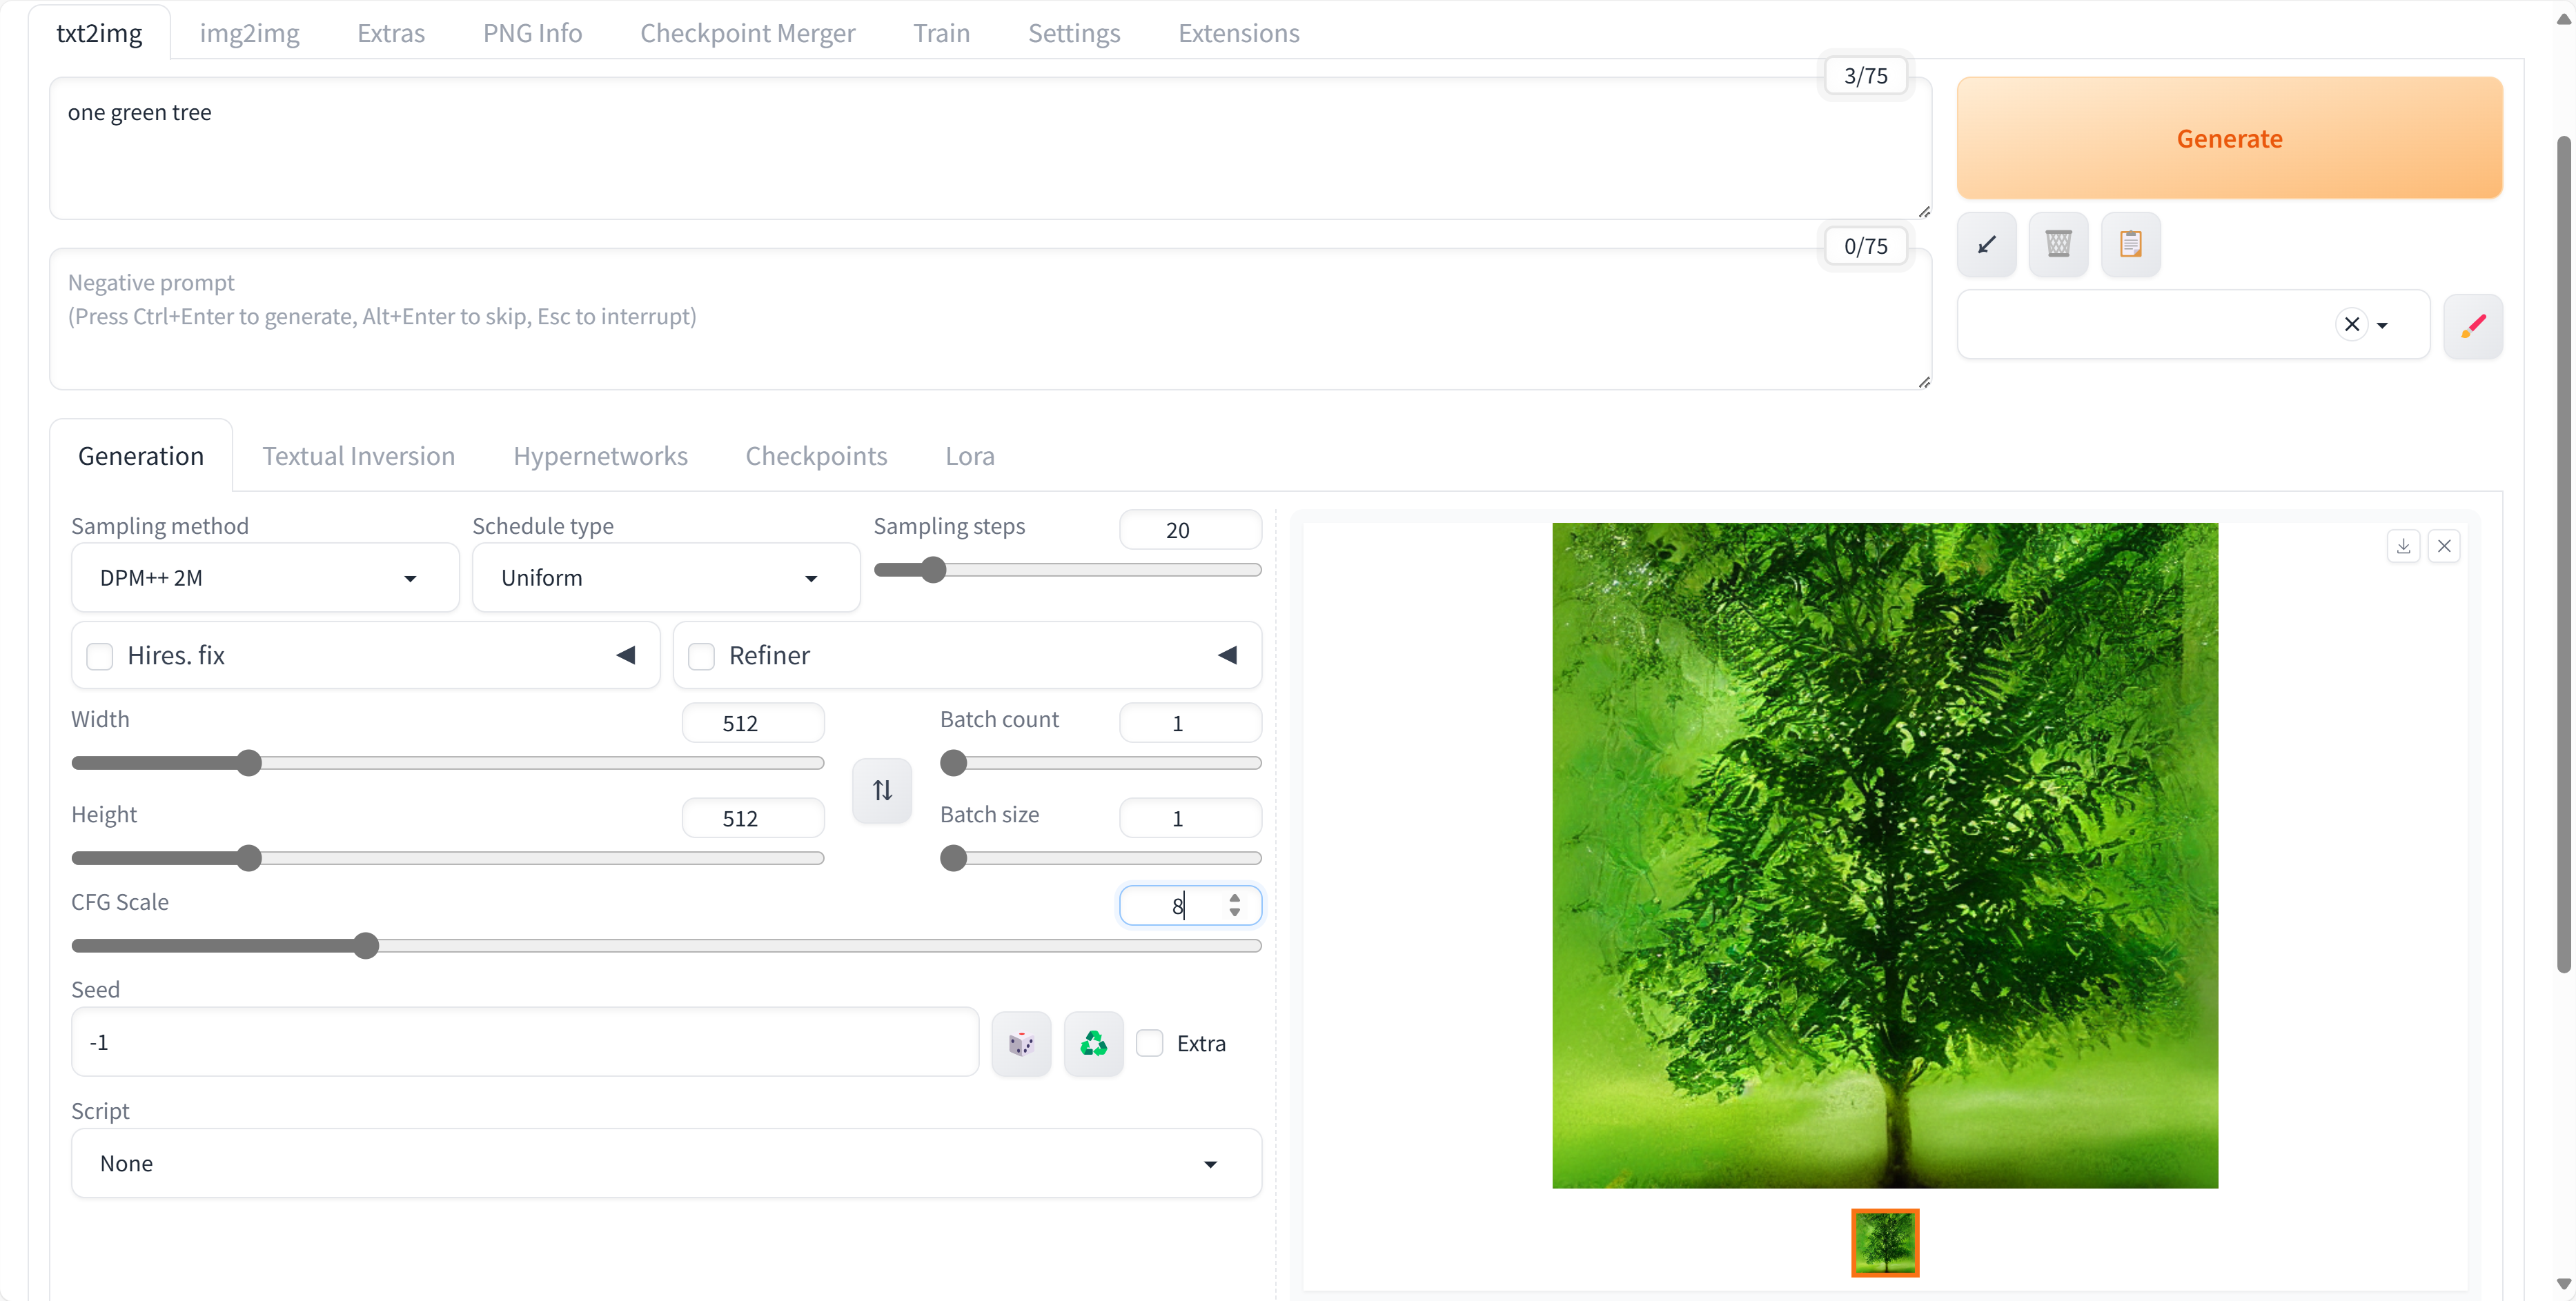 txt2img img2img Extras PNG Info Checkpoint Merger Train Settings Extensions
3/75
one green tree
Generate
0/75
Negative prompt
(Press Ctrl+Enter to generate, Alt+Enter to skip, Esc to interrupt)
Generation Textual Inversion Hypernetworks Checkpoints Lora
Sampling method Schedule type Sampling steps 20
DPM++ 2M Uniform
Hires. fix Refiner
Width 512 Batch count 1
Height 512 Batch size 1
CFG Scale 8
Seed
-1 Extra
Script
None